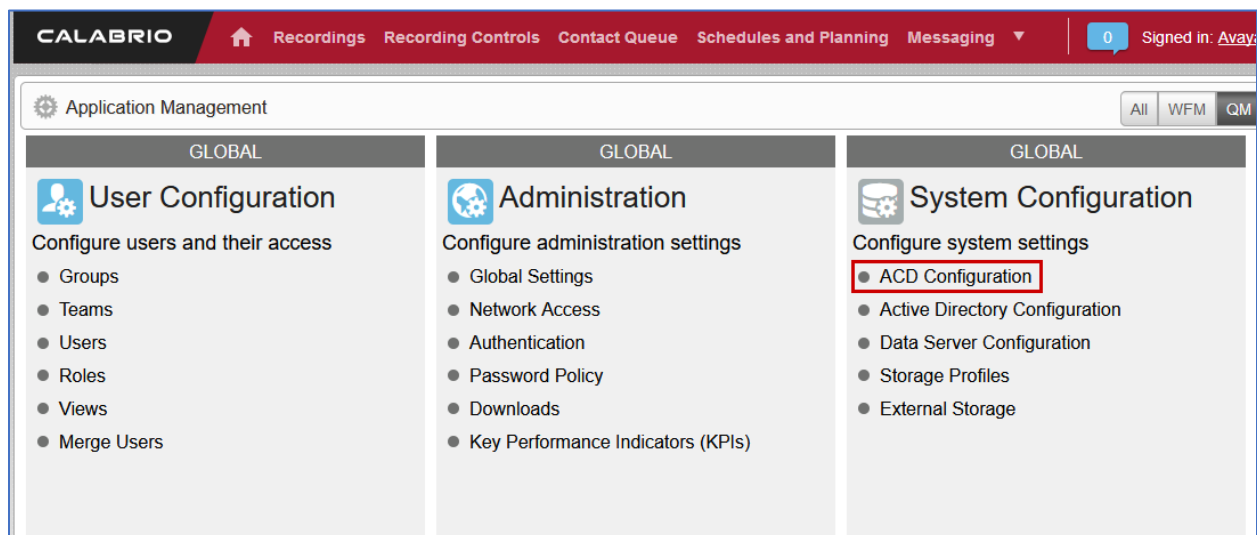 CALABRIO Recordings Recording Controls Contact Queue Schedules and Planning Messaging ▼ 0 Signed in: Avaya
Application Management All WFM QM
GLOBAL GLOBAL GLOBAL
User Configuration Administration System Configuration
Configure users and their access Configure administration settings Configure system settings
Groups Global Settings ACD Configuration
Teams Network Access Active Directory Configuration
Users Authentication Data Server Configuration
Roles Password Policy Storage Profiles
Views Downloads External Storage
Merge Users Key Performance Indicators (KPIs)